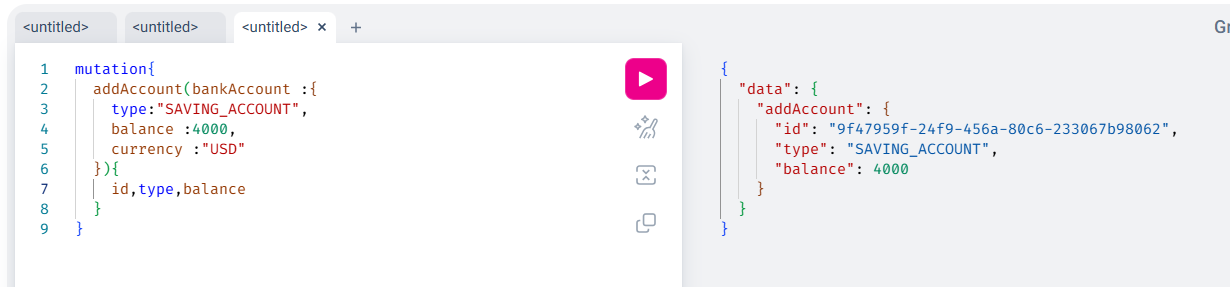 <untitled> <untitled> <untitled> × +
Gr
1 mutation{
2 addAccount(bankAccount :{
3 type:"SAVING_ACCOUNT",
4 balance :4000,
5 currency :"USD"
6 }){
7 id,type,balance
8 }
9 }
{
"data": {
"addAccount": {
"id": "9f47959f-24f9-456a-80c6-233067b98062",
"type": "SAVING_ACCOUNT",
"balance": 4000
}
}
}